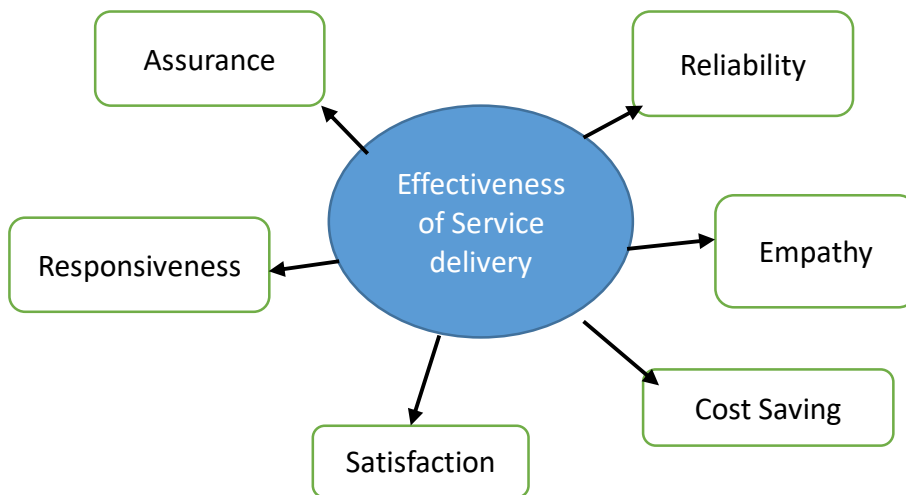 Assurance
Reliability
Effectiveness
of Service
delivery
Responsiveness
Empathy
Cost Saving
Satisfaction